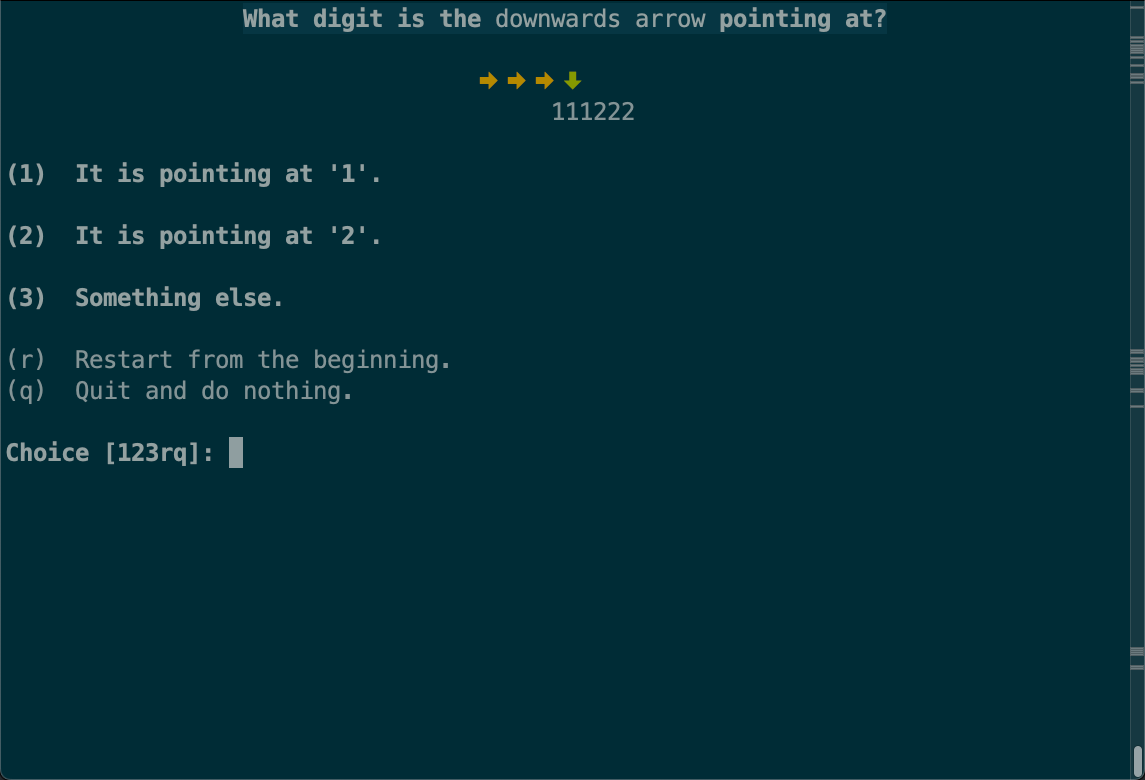 What digit is the downwards arrow pointing at?
🡆 🡆 🡆 🡇
111222
(1) It is pointing at '1'.
(2) It is pointing at '2'.
(3) Something else.
(r) Restart from the beginning.
(q) Quit and do nothing.
Choice [123rq]: